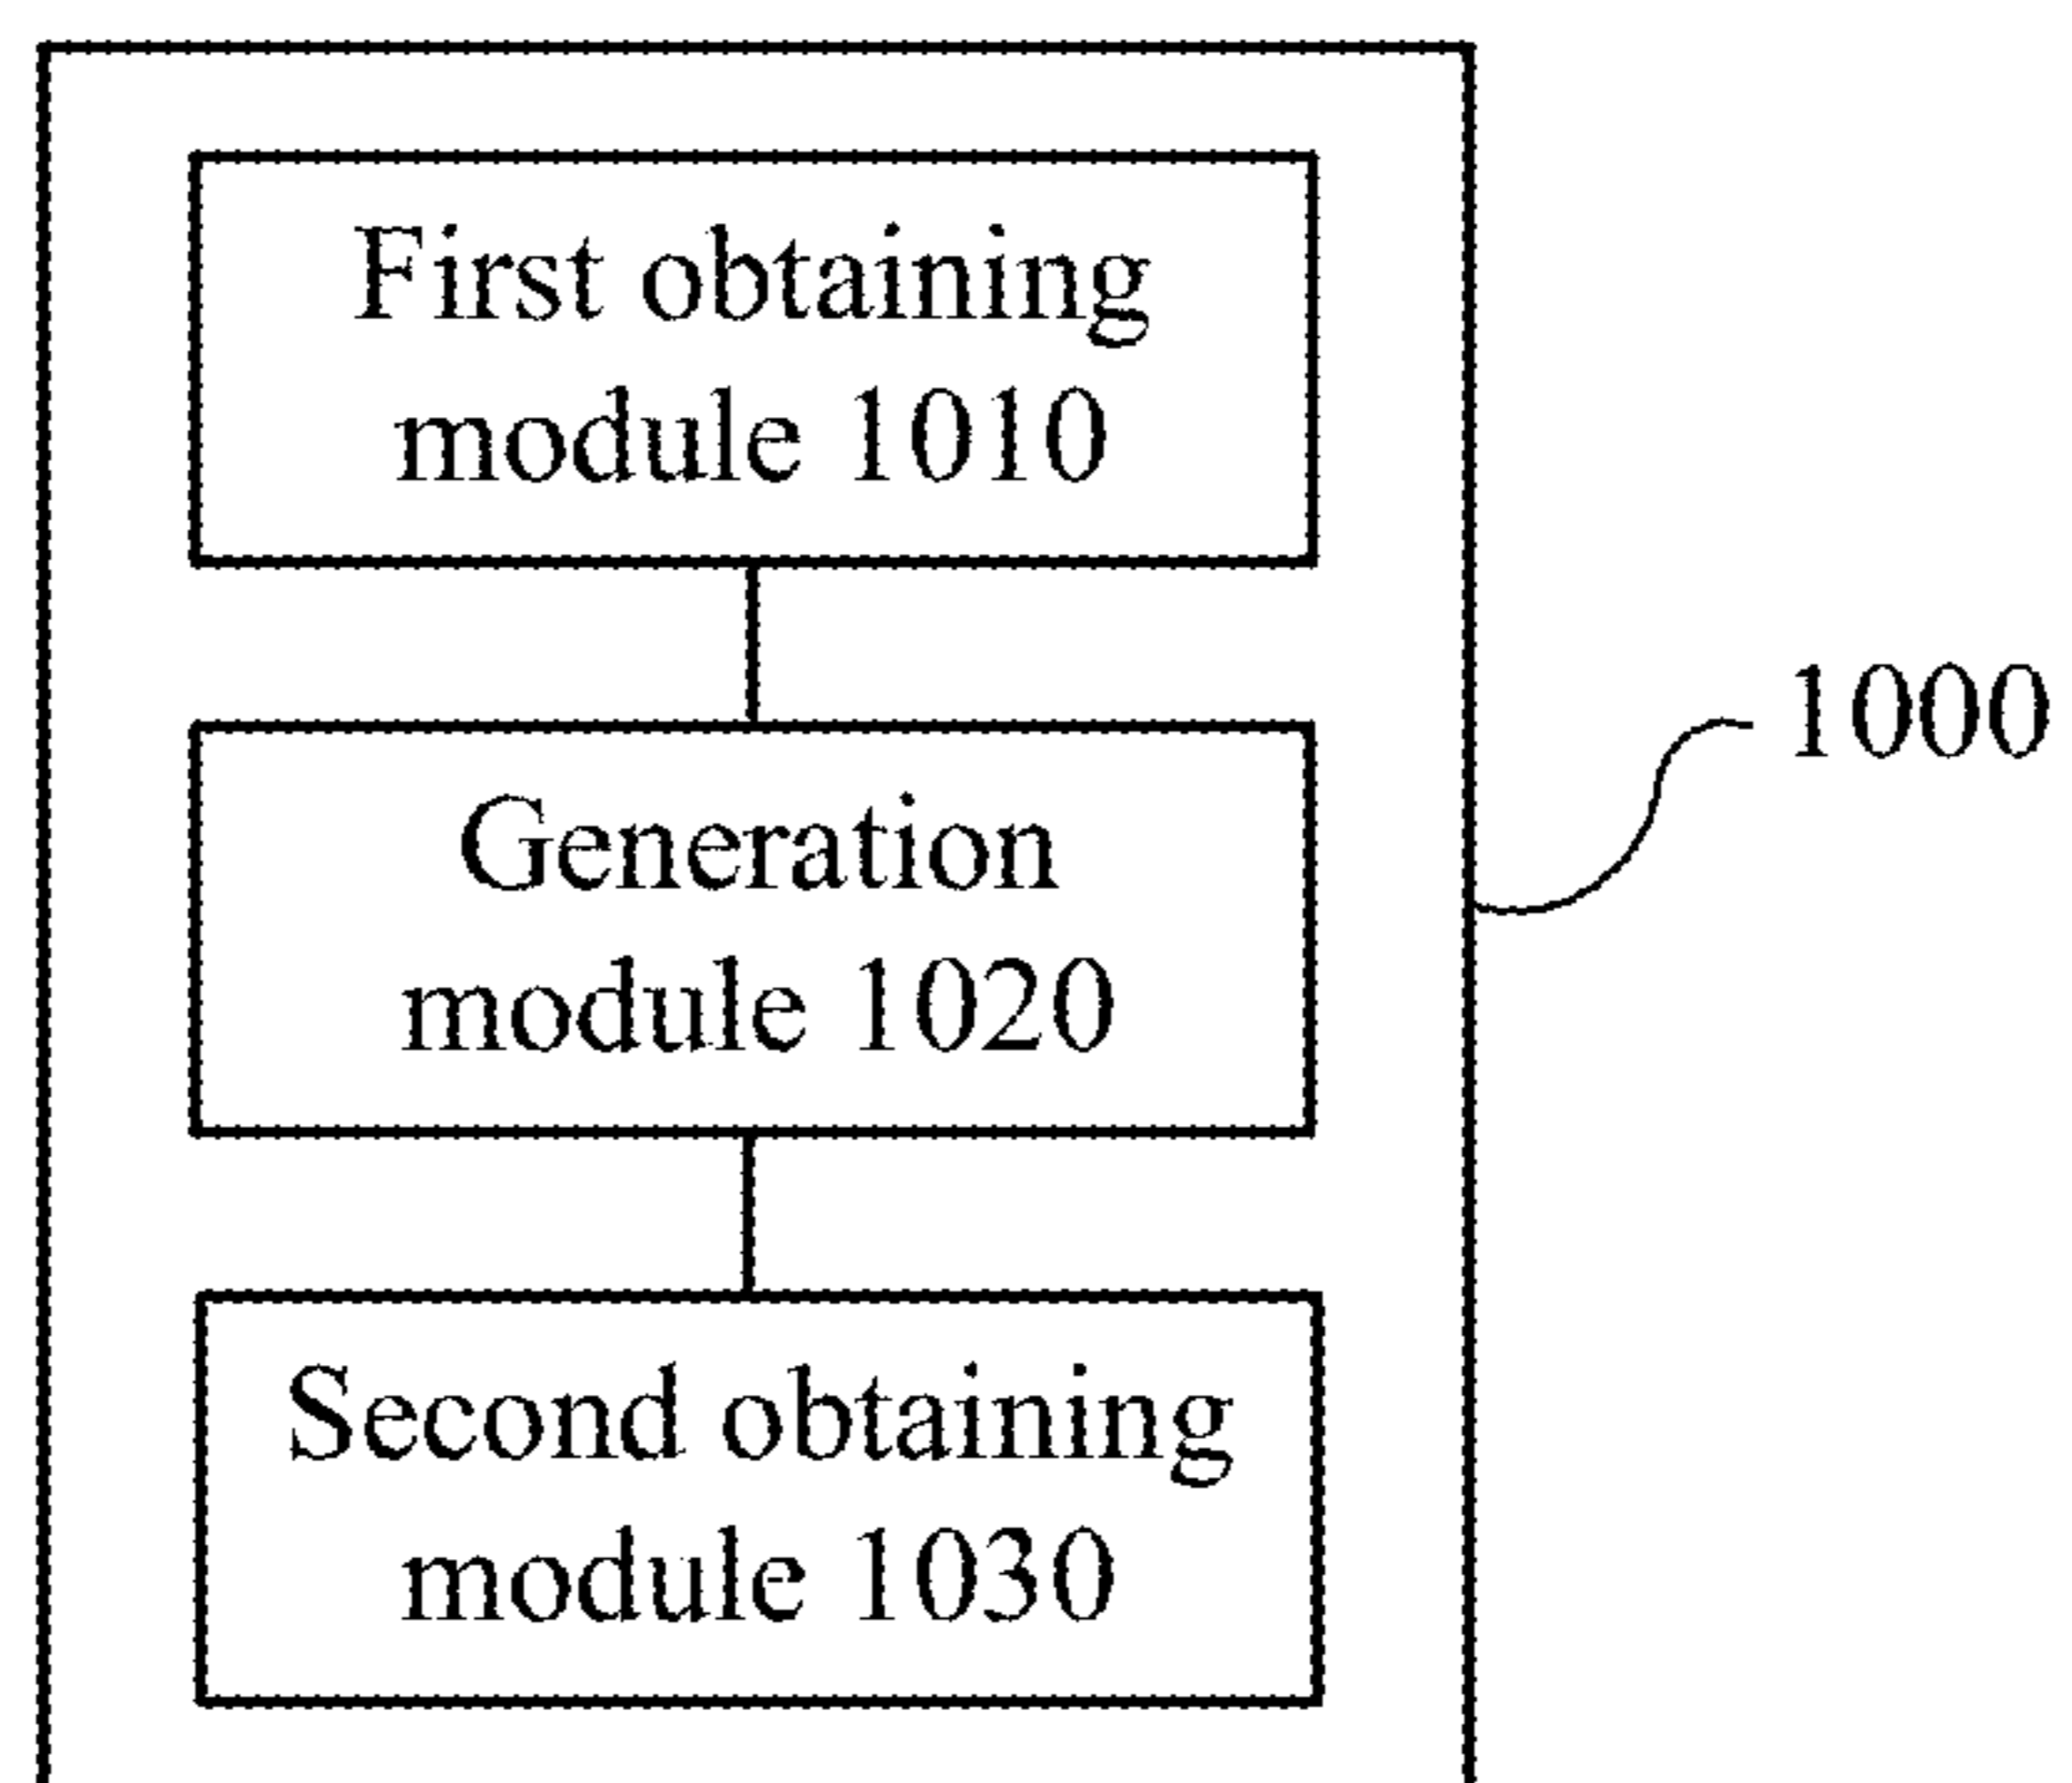 First obtaining
module 1010
1000
Generation
module 1020
Second obtaining
module 1030